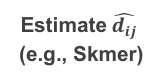 Estimate $\widehat{d_{ij}}$
(e.g., Skmer)